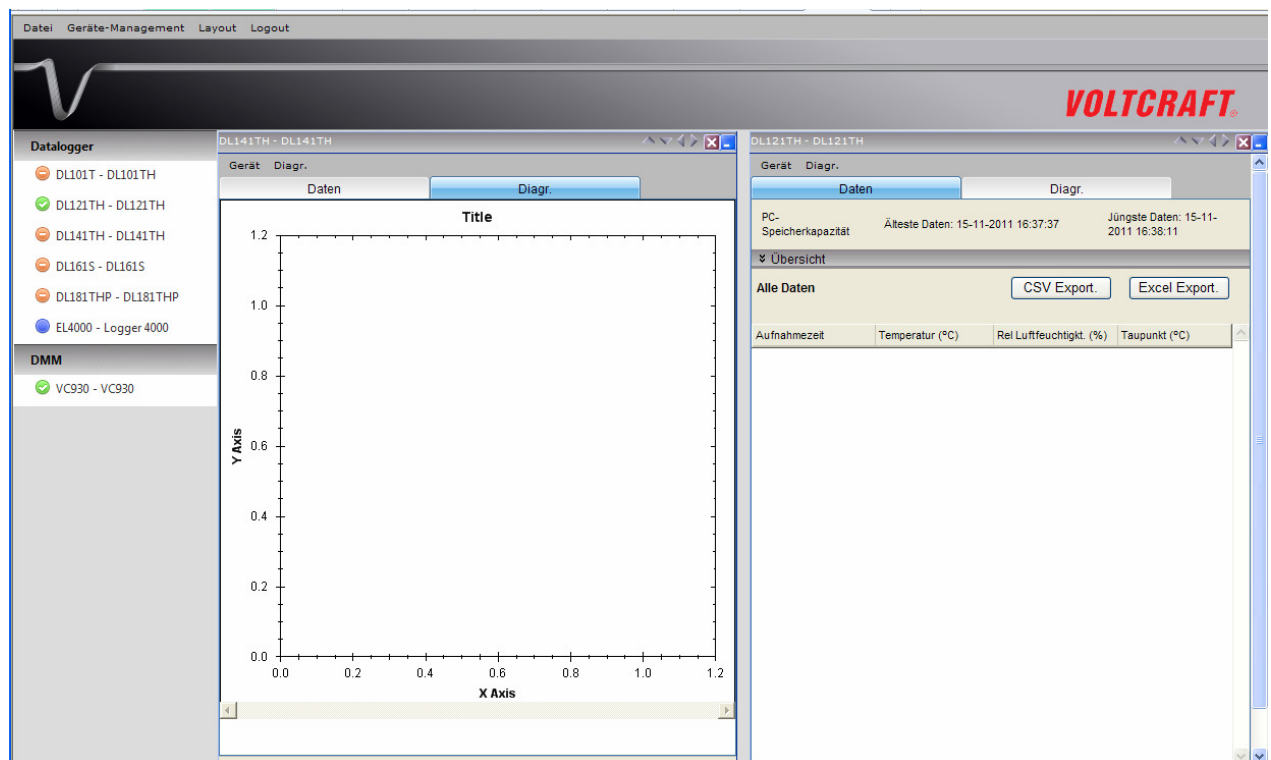 Datei Geräte-Management Layout Logout
VOLTCRAFT®
Datalogger
DL101T - DL101TH
DL121TH - DL121TH
DL141TH - DL141TH
DL161S - DL161S
DL181THP - DL181THP
EL4000 - Logger 4000
DMM
VC930 - VC930
DL141TH - DL141TH
Gerät Diagr.
Daten Diagr.
Title
1.2
1.0
0.8
0.6
0.4
0.2
0.0
Y Axis
0.0 0.2 0.4 0.6 0.8 1.0 1.2
X Axis
DL121TH - DL121TH
Gerät Diagr.
Daten Diagr.
PC-
Speicherkapazität
Älteste Daten: 15-11-2011 16:37:37
Jüngste Daten: 15-11-
2011 16:38:11
Übersicht
Alle Daten CSV Export. Excel Export.
Aufnahmezeit Temperatur (°C) Rel Luftfeuchtigkt. (%) Taupunkt (°C)